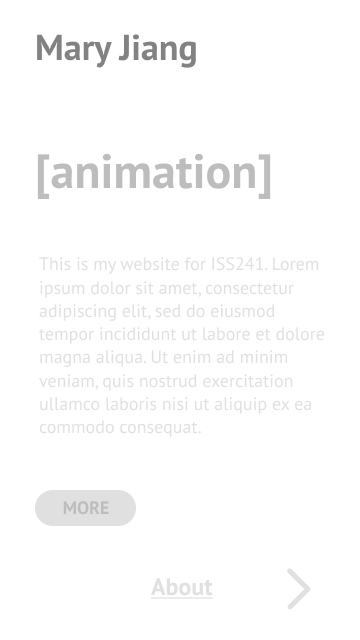 Mary Jiang
[animation]
This is my website for ISS241. Lorem
ipsum dolor sit amet, consectetur
adipiscing elit, sed do eiusmod
tempor incididunt ut labore et dolore
magna aliqua. Ut enim ad minim
veniam, quis nostrud exercitation
ullamco laboris nisi ut aliquip ex ea
commodo consequat.
MORE
About